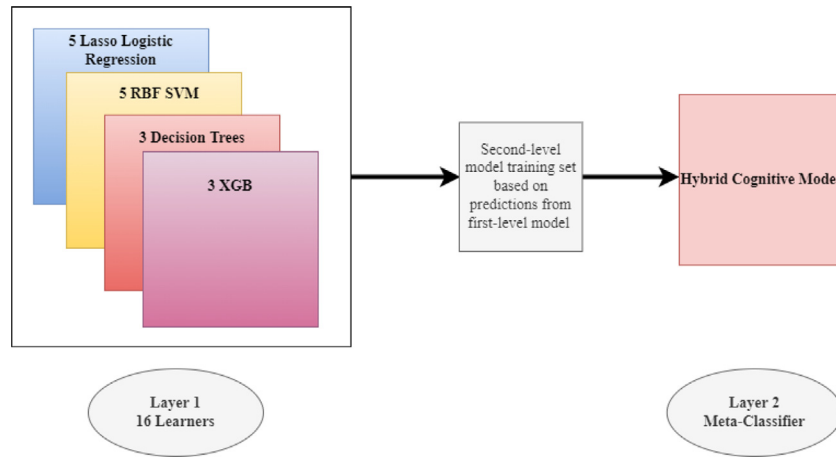 5 Lasso Logistic
Regression
5 RBF SVM
3 Decision Trees
3 XGB
Second-level
model training set
based on
predictions from
first-level model
Hybrid Cognitive Mode
Layer 1
16 Learners
Layer 2
Meta-Classifier